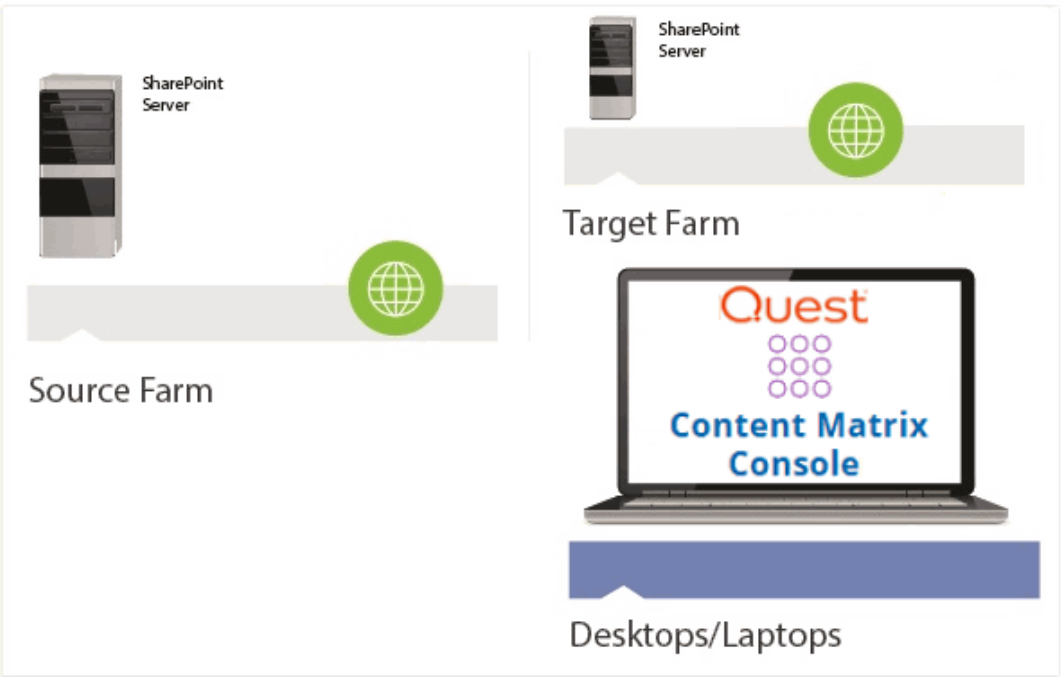 SharePoint
Server
Source Farm
SharePoint
Server
Target Farm
Quest
Content Matrix
Console
Desktops/Laptops